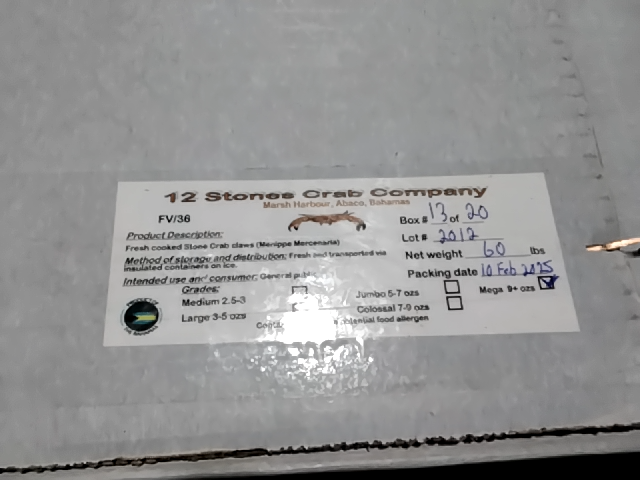 12 Stones Crab Company
Marsh Harbour, Abaco, Bahamas
FV/36
Box # 13 of 20
Product Description:
Lot # 2012
Fresh cooked Stone Crab claws (Menippe Mercenaria)
Net weight 60 lbs
Method of storage and distribution: Fresh and transported via
insulated containers on ice.
Packing date 10 Feb 2025
Intended use and consumer: General
Grades:
Medium 2.5-3
Jumbo 5-7 ozs
Mega 9+ ozs
Large 3-5 ozs
Colossal 7-9 ozs
food allergen